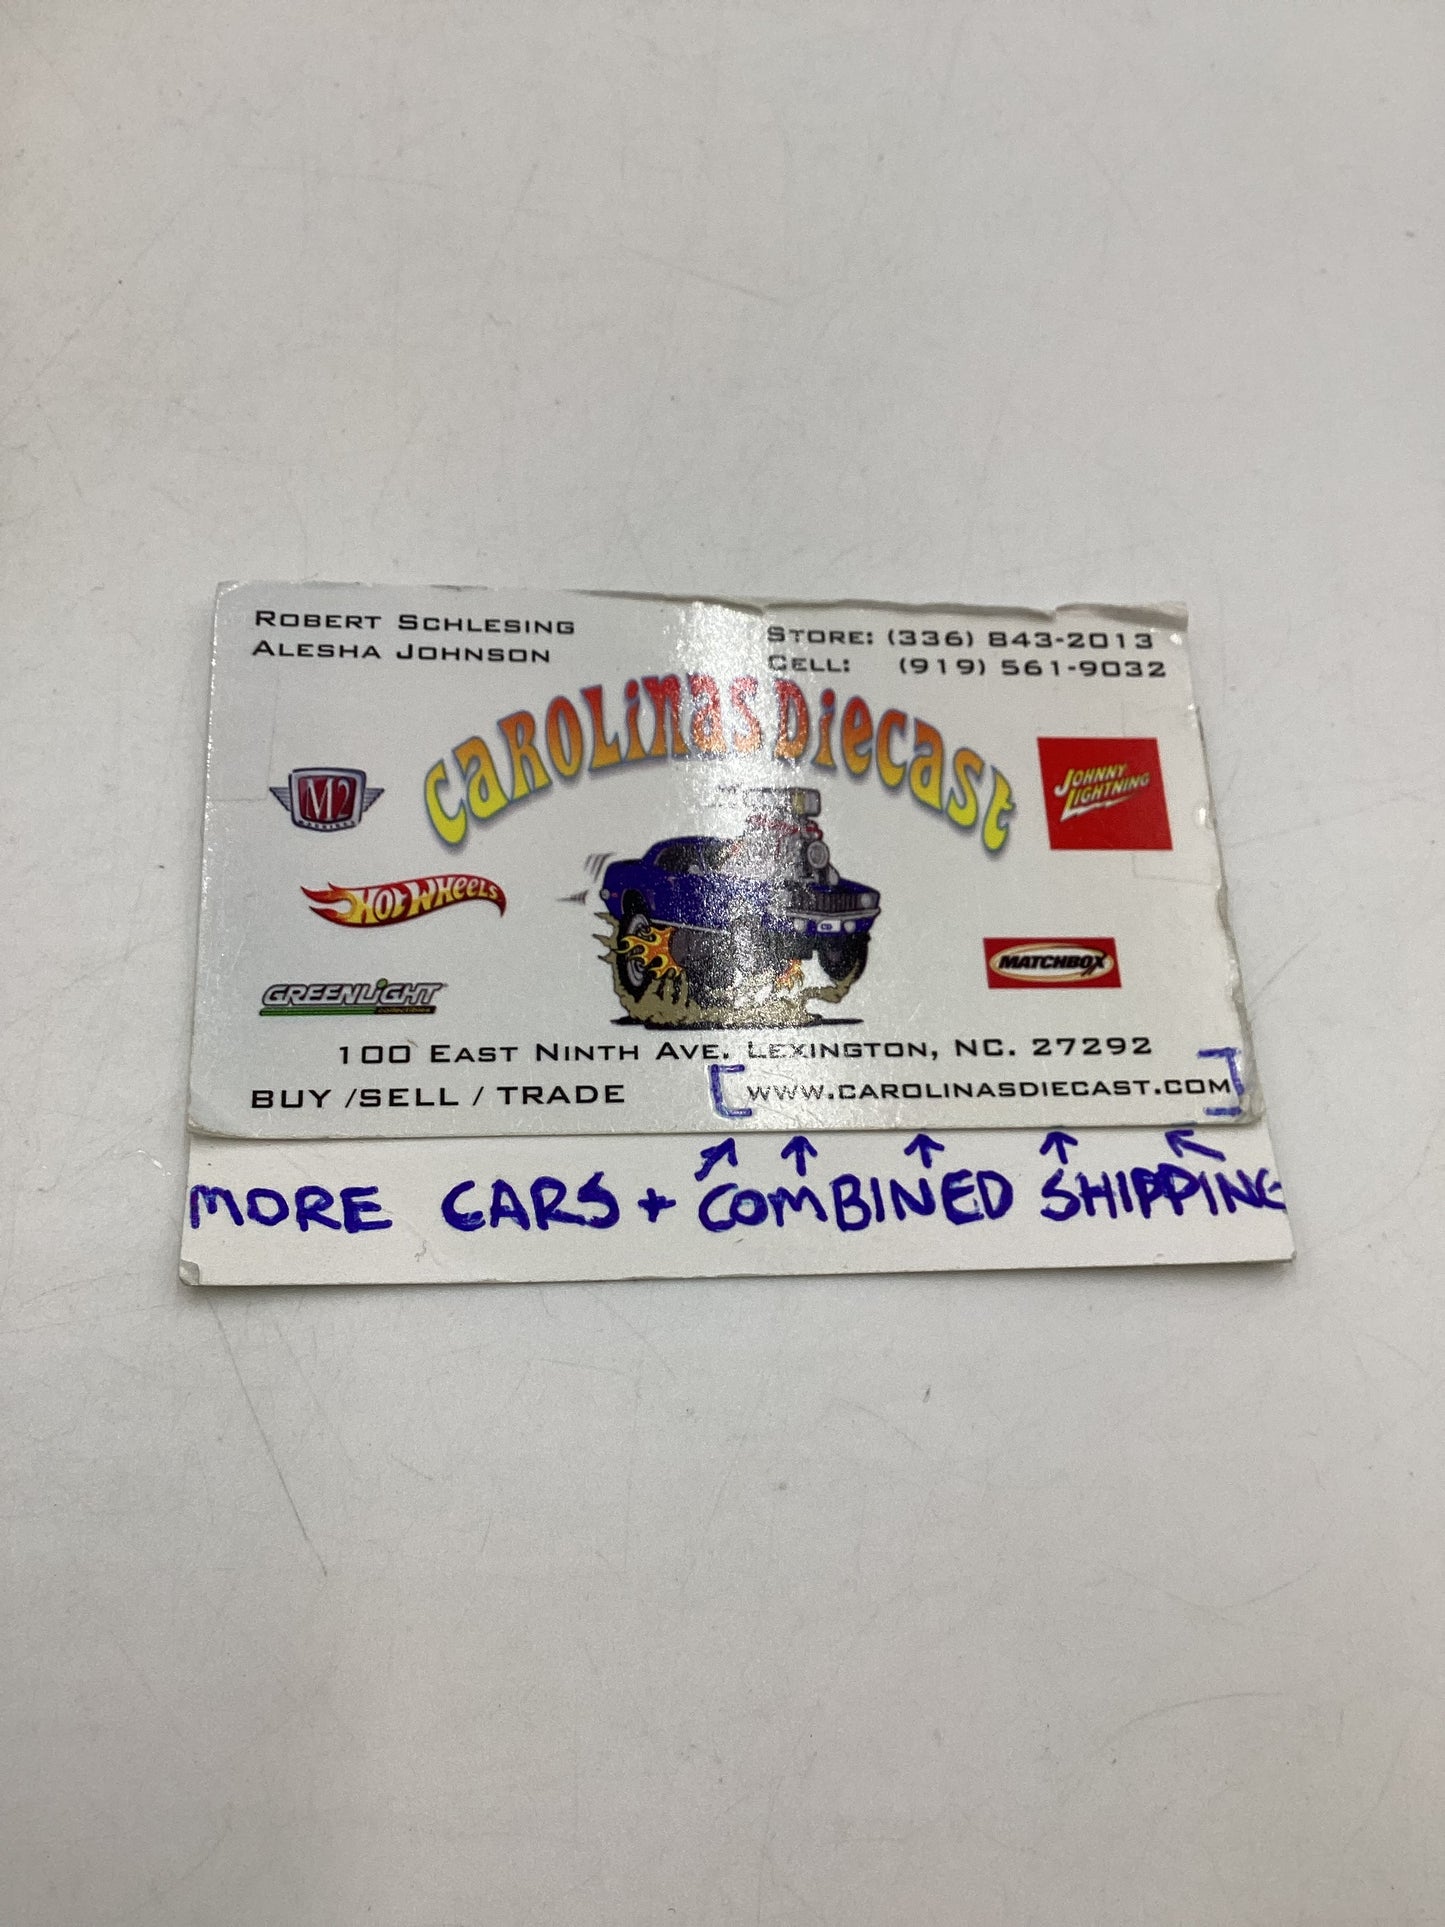 ROBERT SCHLESING
ALESHA JOHNSON
STORE: (336) 843-2013
CELL: (919) 561-9032
CAROLINAS DIECAST
M2
JOHNNY
LIGHTNING
HOT WHEELS
MATCHBOX
GREENLIGHT
collectibles
CD
100 EAST NINTH AVE. LEXINGTON, NC. 27292
BUY /SELL / TRADE [WWW.CAROLINASDIECAST.COM]
MORE CARS + COMBINED SHIPPING